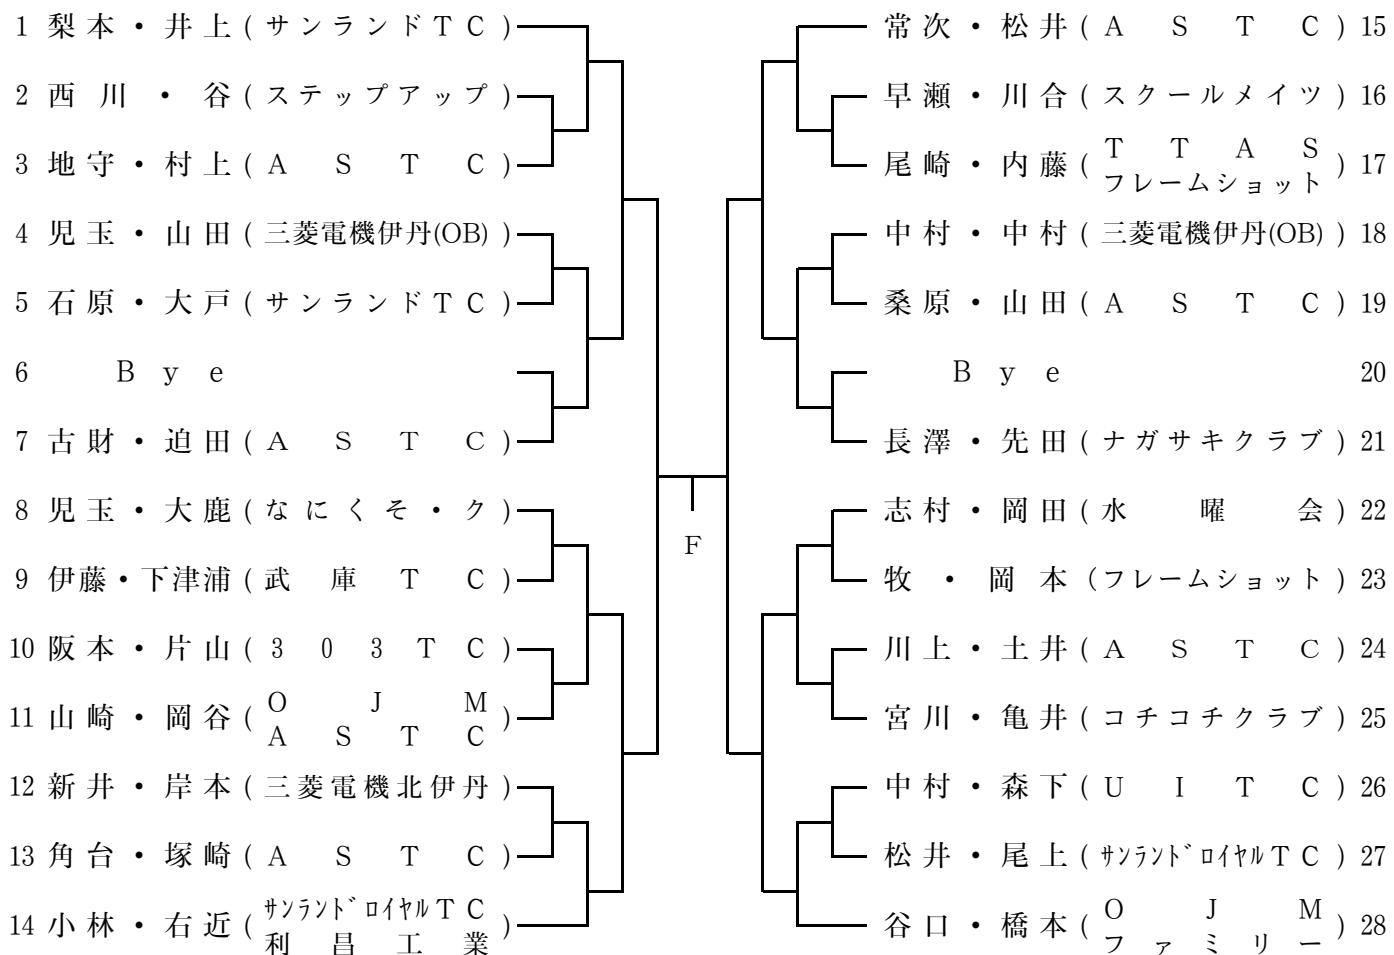 1 梨本・井上(サンランドTC)
2 西川・谷(ステップアップ)
3 地守・村上(ASTC)
4 児玉・山田(三菱電機伊丹(OB))
5 石原・大戸(サンランドTC)
6 Bye
7 古財・迫田(ASTC)
8 児玉・大鹿(なにくそ・ク)
9 伊藤・下津浦(武庫TC)
10 阪本・片山(303TC)
11 山崎・岡谷(OJM
ASTC)
12 新井・岸本(三菱電機北伊丹)
13 角台・塚崎(ASTC)
14 小林・右近(ｻﾝﾗﾝﾄﾞﾛｲﾔﾙTC
利昌工業)
F
常次・松井(ASTC) 15
早瀬・川合(スクールメイツ) 16
尾崎・内藤(TTAS
フレームショット) 17
中村・中村(三菱電機伊丹(OB)) 18
桑原・山田(ASTC) 19
Bye 20
長澤・先田(ナガサキクラブ) 21
志村・岡田(水曜会) 22
牧・岡本(フレームショット) 23
川上・土井(ASTC) 24
宮川・亀井(コチコチクラブ) 25
中村・森下(UITC) 26
松井・尾上(ｻﾝﾗﾝﾄﾞﾛｲﾔﾙTC) 27
谷口・橋本(OJM
ファミリー) 28